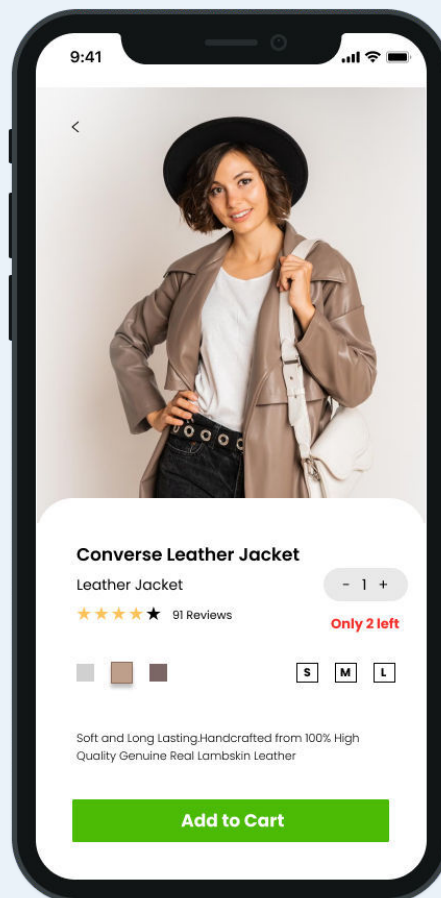 9:41
Converse Leather Jacket
Leather Jacket
- 1 +
91 Reviews
Only 2 left
S M L
Soft and Long Lasting.Handcrafted from 100% High
Quality Genuine Real Lambskin Leather
Add to Cart